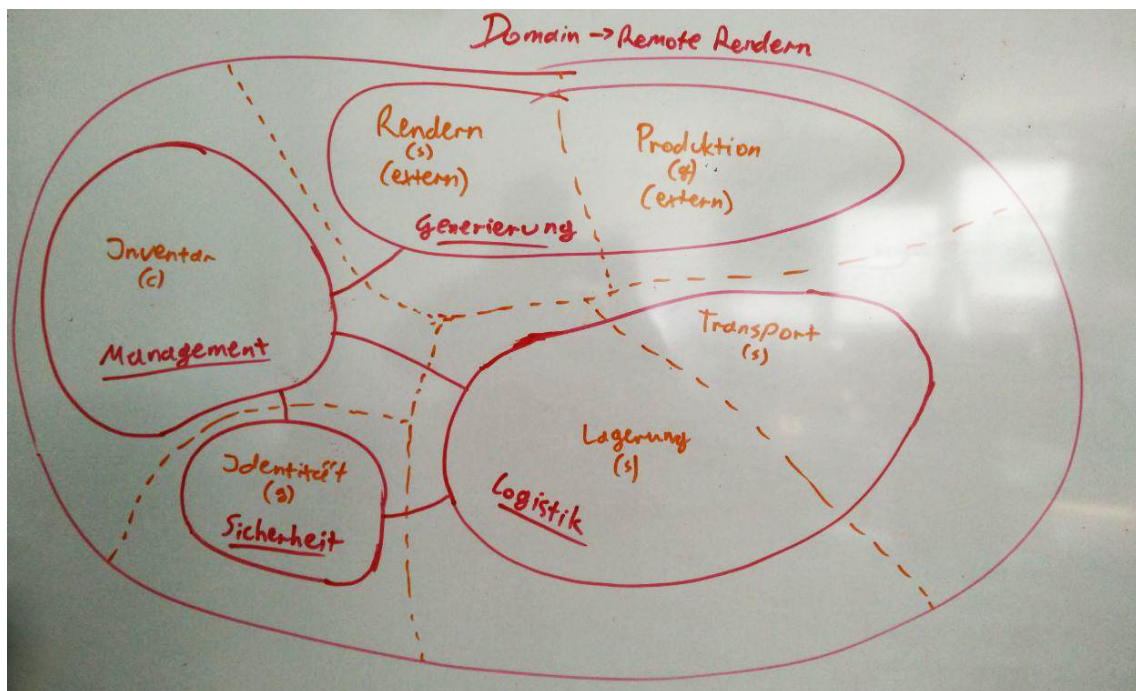 Domain → Remote Rendern
Rendern
(s)
(extern)
Produktion
(g)
(extern)
Generierung
Inventar
(c)
Management
Transport
(s)
Lagerung
(s)
Logistik
Identität
(g)
Sicherheit